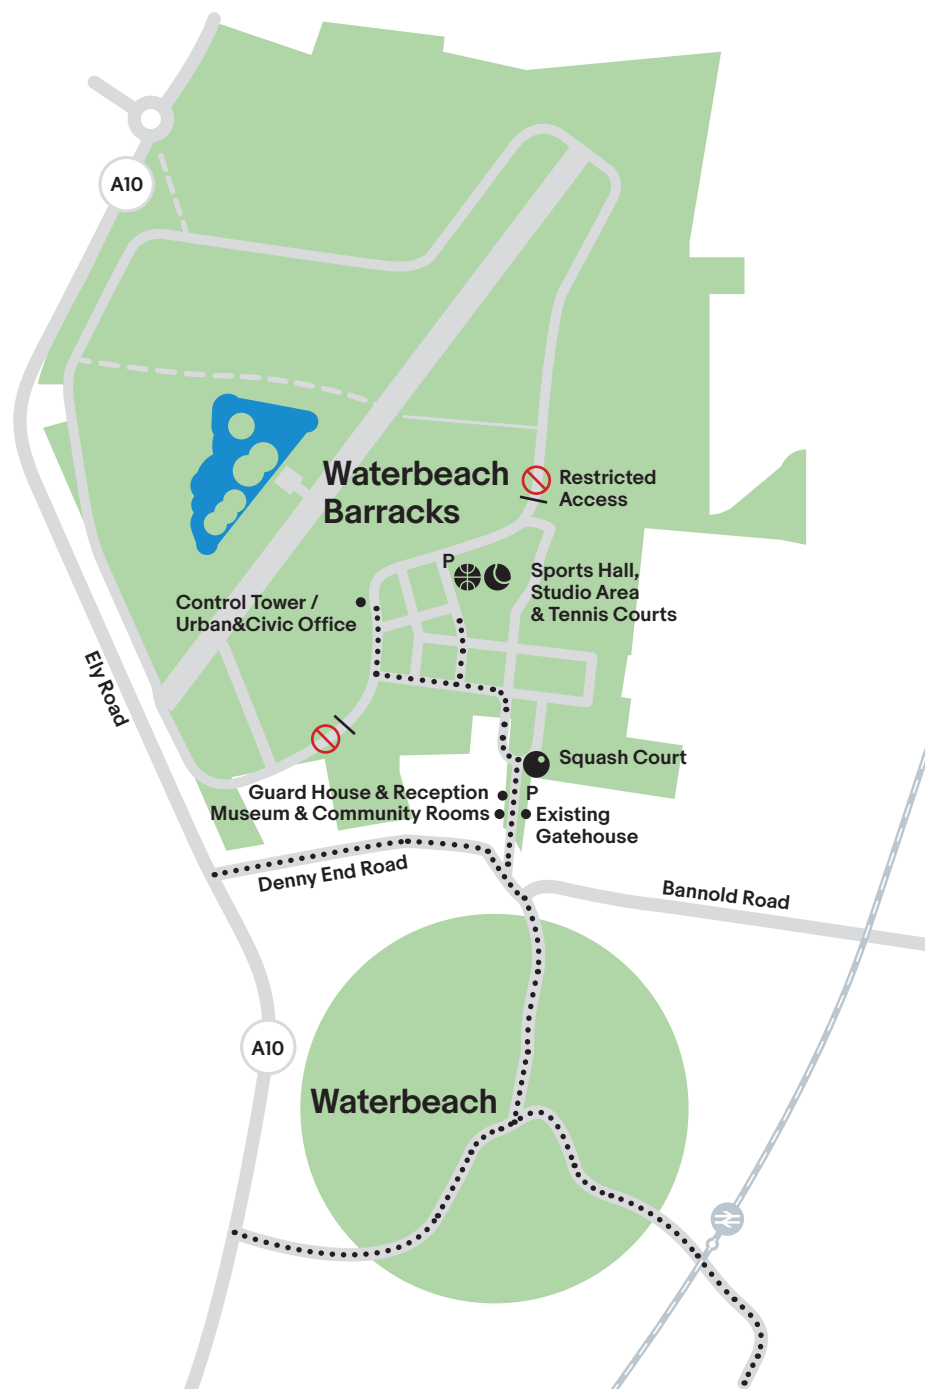 A10
Waterbeach
Barracks
Restricted
Access
P
Sports Hall,
Studio Area
& Tennis Courts
Control Tower /
Urban&Civic Office
Ely Road
Squash Court
Guard House & Reception
P
Museum & Community Rooms
Existing
Gatehouse
Denny End Road
Bannold Road
A10
Waterbeach